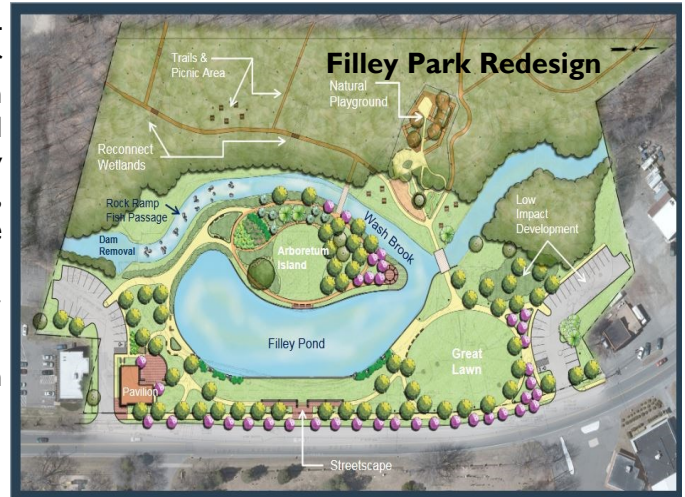 Filley Park Redesign
Trails &
Picnic Area
Natural
Playground
Reconnect
Wetlands
Rock Ramp
Fish Passage
Low
Impact
Development
Dam
Removal
Wash Brook
Arboretum
Island
Filley Pond
Great
Lawn
Pavilion
Streetscape